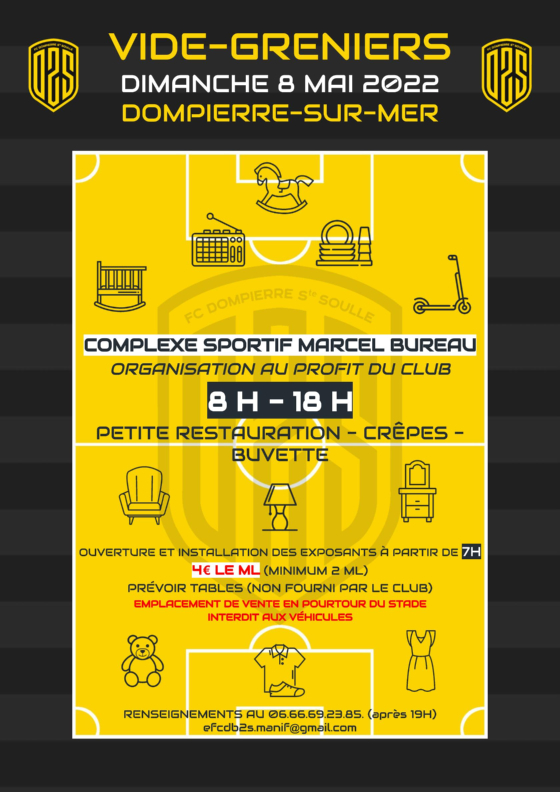 VIDE-GRENIERS
DIMANCHE 8 MAI 2022
DOMPIERRE-SUR-MER
D2S
D2S
FC DOMPIERRE Ste SOULLE
COMPLEXE SPORTIF MARCEL BUREAU
ORGANISATION AU PROFIT DU CLUB
8 H - 18 H
PETITE RESTAURATION - CRÊPES -
BUVETTE
OUVERTURE ET INSTALLATION DES EXPOSANTS À PARTIR DE 7H
4€ LE ML (MINIMUM 2 ML)
PRÉVOIR TABLES (NON FOURNI PAR LE CLUB)
EMPLACEMENT DE VENTE EN POURTOUR DU STADE
INTERDIT AUX VÉHICULES
RENSEIGNEMENTS AU 06.66.69.23.85. (après 19H)
efcdb2s.manif@gmail.com